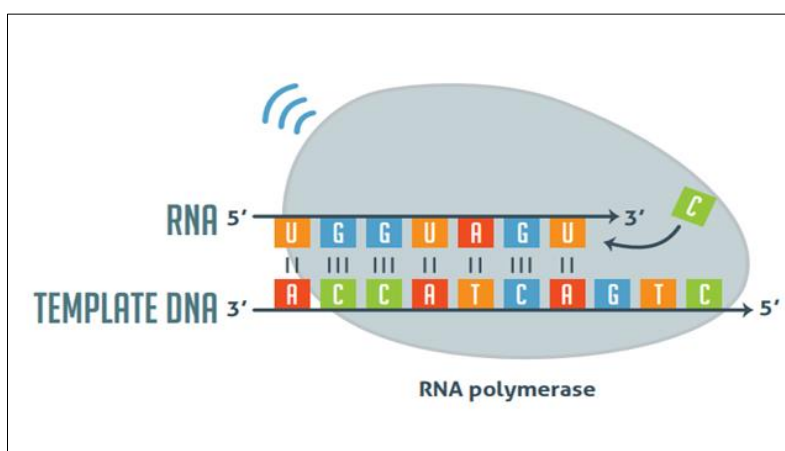 C
RNA 5′ 3′
U G G U A G U
A C C A T C A G T C
TEMPLATE DNA 3′ 5′
RNA polymerase